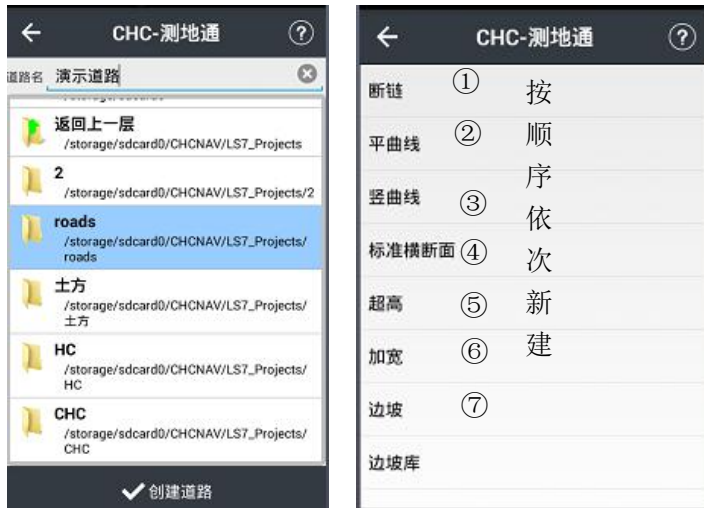 CHC-测地通
道路名 演示道路
返回上一层
/storage/sdcard0/CHCNAV/LS7_Projects
2
/storage/sdcard0/CHCNAV/LS7_Projects/2
roads
/storage/sdcard0/CHCNAV/LS7_Projects/
roads
土方
/storage/sdcard0/CHCNAV/LS7_Projects/
土方
HC
/storage/sdcard0/CHCNAV/LS7_Projects/
HC
CHC
/storage/sdcard0/CHCNAV/LS7_Projects/
CHC
创建道路
CHC-测地通
断链 ①
平曲线 ②
竖曲线 ③
标准横断面 ④
超高 ⑤
加宽 ⑥
边坡 ⑦
边坡库
按顺序依次新建